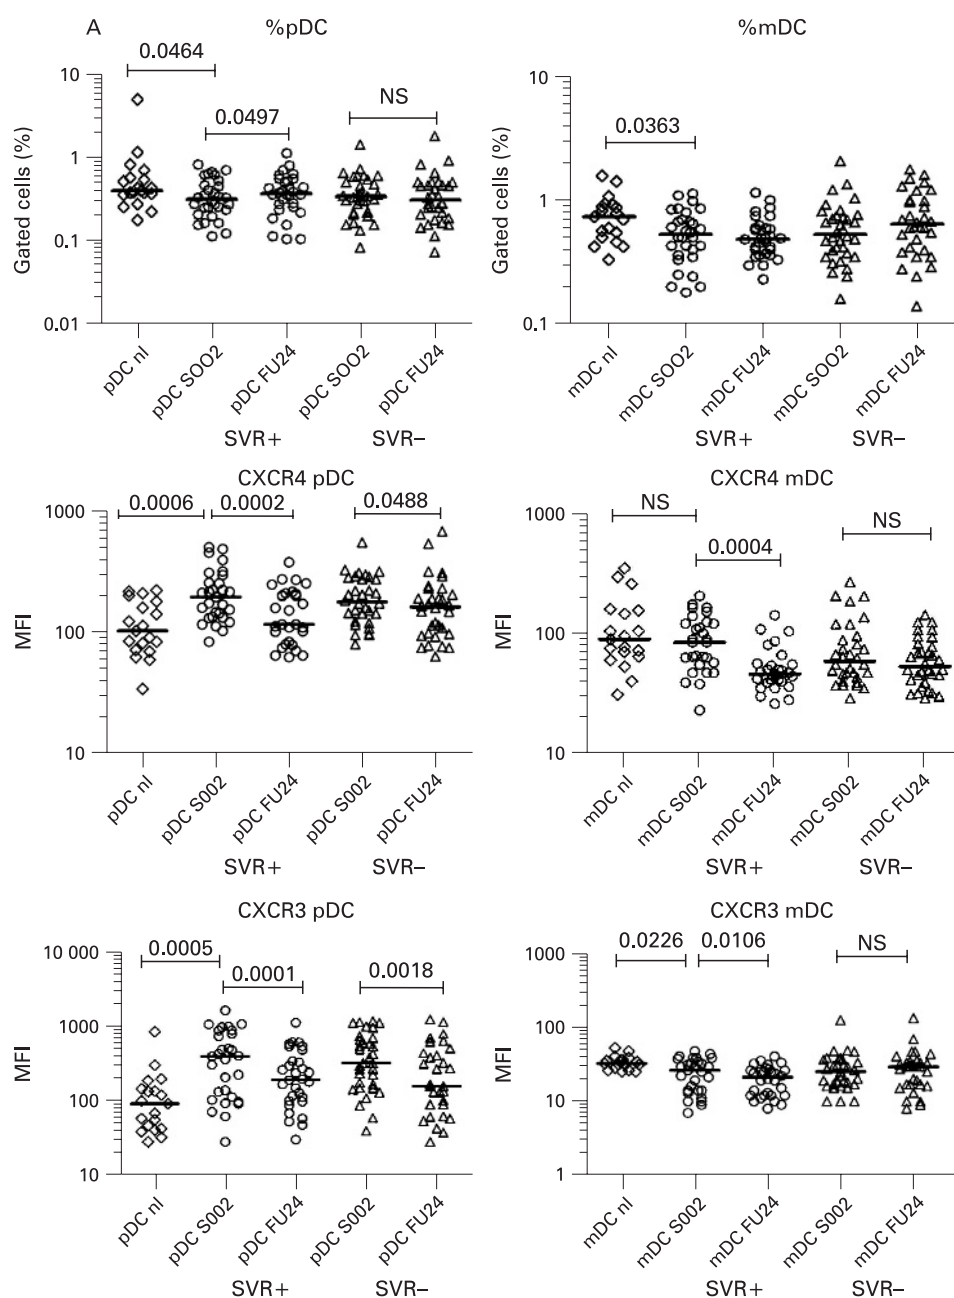 A
%pDC
0.0464
0.0497
NS
Gated cells (%)
10
1
0.1
0.01
pDC nl
pDC SOO2
pDC FU24
pDC SOO2
pDC FU24
SVR+
SVR−
%mDC
0.0363
Gated cells (%)
10
1
0.1
mDC nl
mDC SOO2
mDC FU24
mDC SOO2
mDC FU24
SVR+
SVR−
CXCR4 pDC
0.0006
0.0002
0.0488
MFI
1000
100
10
pDC nl
pDC S002
pDC FU24
pDC S002
pDC FU24
SVR+
SVR−
CXCR4 mDC
NS
0.0004
NS
MFI
1000
100
10
mDC nl
mDC S002
mDC FU24
mDC S002
mDC FU24
SVR+
SVR−
CXCR3 pDC
0.0005
0.0001
0.0018
MFI
10 000
1000
100
10
pDC nl
pDC S002
pDC FU24
pDC S002
pDC FU24
SVR+
SVR−
CXCR3 mDC
0.0226
0.0106
NS
MFI
1000
100
10
1
mDC nl
mDC S002
mDC FU24
mDC S002
mDC FU24
SVR+
SVR−